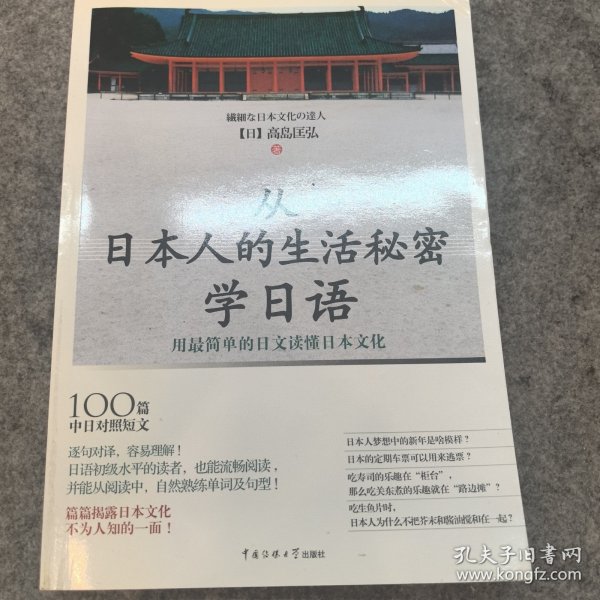 繊細な日本文化の達人
【日】高島匡弘
著
从
日本人的生活秘密
学日语
用最简单的日文读懂日本文化
100篇
中日对照短文
逐句对译，容易理解！
日语初级水平的读者，也能流畅阅读，
并能从阅读中，自然熟练单词及句型！
篇篇揭露日本文化
不为人知的一面！
日本人梦想中的新年是啥模样？
日本的定期车票可以用来逃票？
吃寿司的乐趣在“柜台”，
那么吃关东煮的乐趣就在“路边摊”？
吃生鱼片时，
日本人为什么不把芥末和酱油搅和在一起？
中国传媒大学出版社
孔夫子旧书网
www.kongfz.com